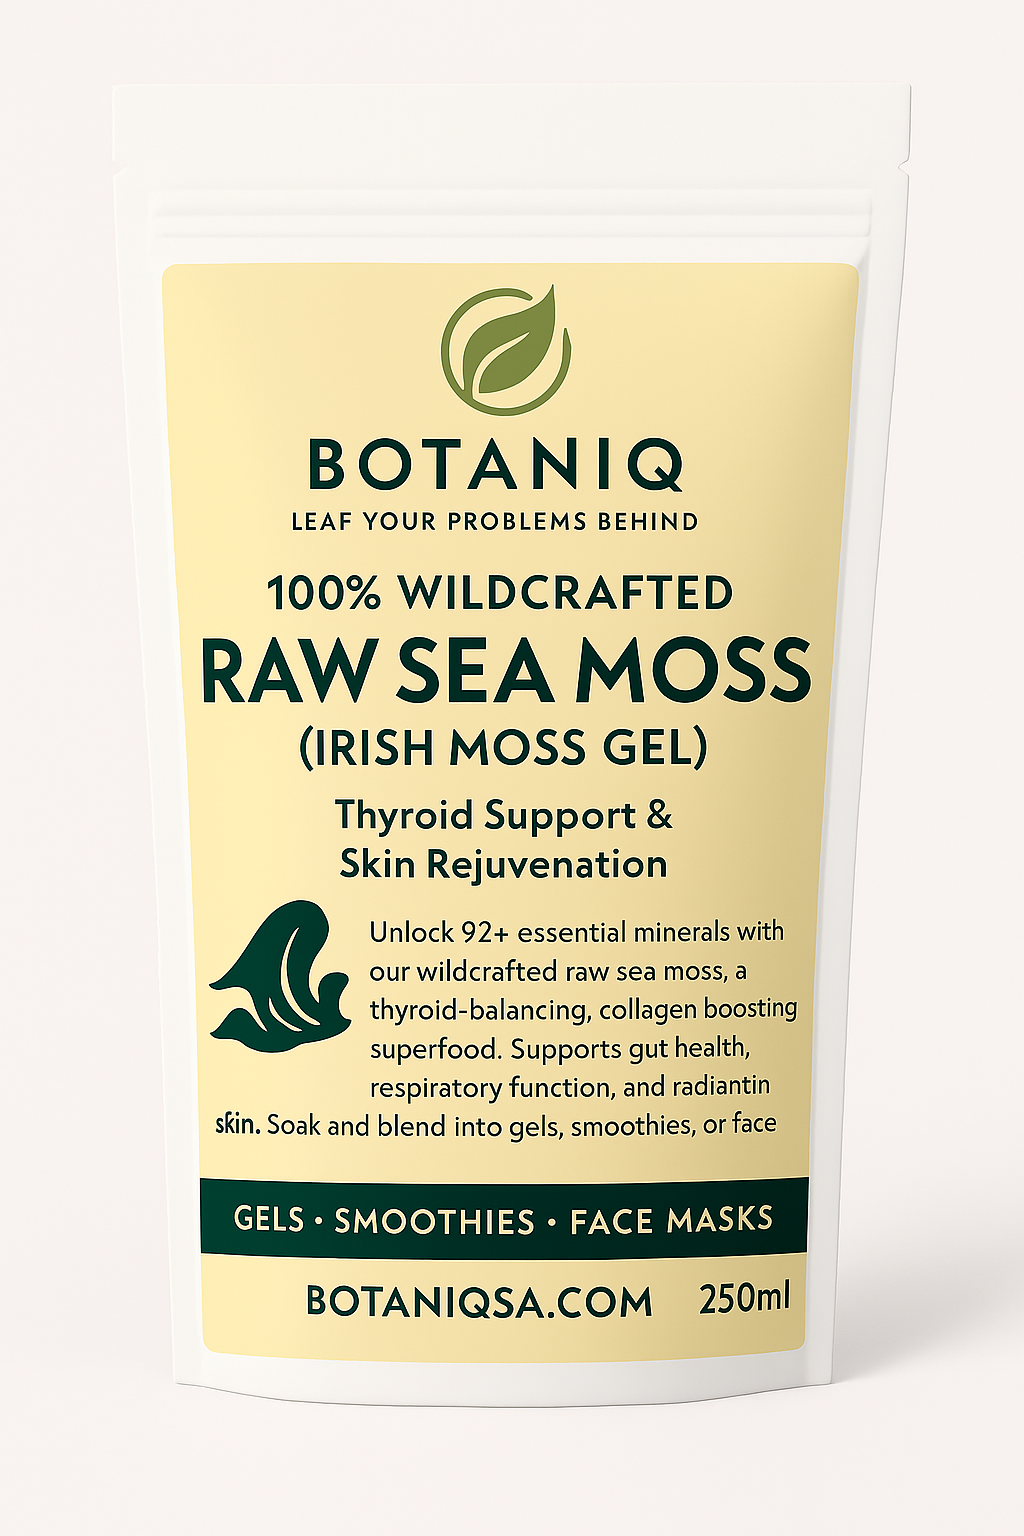 BOTANIQ
LEAF YOUR PROBLEMS BEHIND
100% WILDCRAFTED
RAW SEA MOSS
(IRISH MOSS GEL)
Thyroid Support &
Skin Rejuvenation
Unlock 92+ essential minerals with
our wildcrafted raw sea moss, a
thyroid-balancing, collagen boosting
superfood. Supports gut health,
respiratory function, and radiantin
skin. Soak and blend into gels, smoothies, or face
GELS • SMOOTHIES • FACE MASKS
BOTANIQSA.COM 250ml